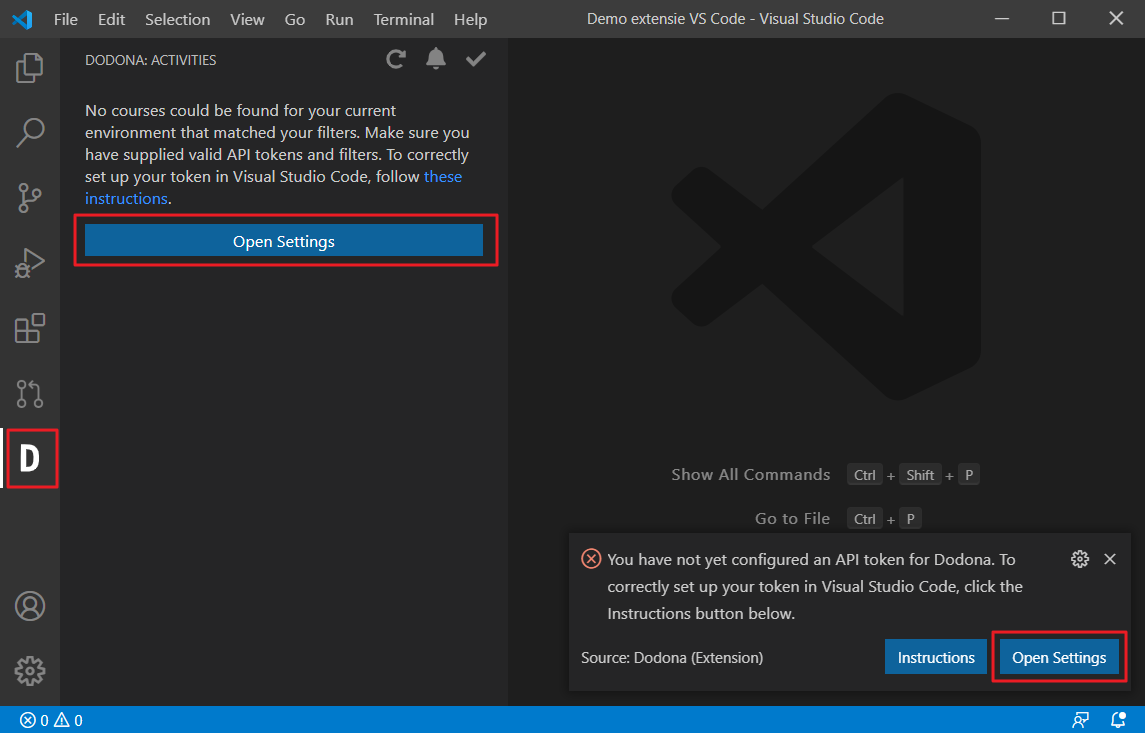 File Edit Selection View Go Run Terminal Help Demo extensie VS Code - Visual Studio Code
DODONA: ACTIVITIES
No courses could be found for your current
environment that matched your filters. Make sure you
have supplied valid API tokens and filters. To correctly
set up your token in Visual Studio Code, follow these
instructions.
Open Settings
D
Show All Commands Ctrl + Shift + P
Go to File Ctrl + P
You have not yet configured an API token for Dodona. To
correctly set up your token in Visual Studio Code, click the
Instructions button below.
Source: Dodona (Extension) Instructions Open Settings
0 0